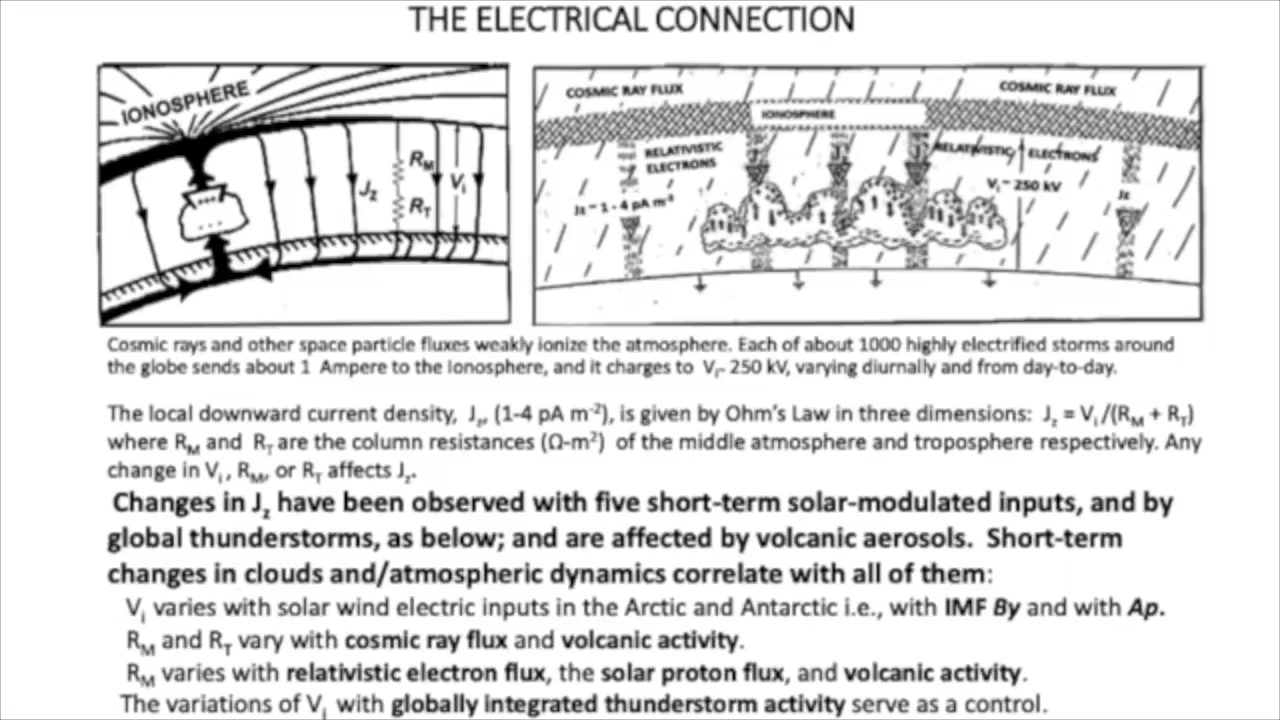 THE ELECTRICAL CONNECTION
IONOSPHERE
Jz
RM
RT
Vi
COSMIC RAY FLUX
COSMIC RAY FLUX
IONOSPHERE
RELATIVISTIC
ELECTRONS
RELATIVISTIC ELECTRONS
Vi ~ 250 kV
Jz ~ 1 - 4 pA m-2
Jz
Cosmic rays and other space particle fluxes weakly ionize the atmosphere. Each of about 1000 highly electrified storms around
the globe sends about 1 Ampere to the Ionosphere, and it charges to Vi~ 250 kV, varying diurnally and from day-to-day.
The local downward current density, Jz, (1-4 pA m-2), is given by Ohm's Law in three dimensions: Jz = Vi /(RM + RT)
where RM and RT are the column resistances (Ω-m2) of the middle atmosphere and troposphere respectively. Any
change in Vi, RM, or RT affects Jz.
Changes in Jz have been observed with five short-term solar-modulated inputs, and by
global thunderstorms, as below; and are affected by volcanic aerosols. Short-term
changes in clouds and/atmospheric dynamics correlate with all of them:
Vi varies with solar wind electric inputs in the Arctic and Antarctic i.e., with IMF By and with Ap.
RM and RT vary with cosmic ray flux and volcanic activity.
RM varies with relativistic electron flux, the solar proton flux, and volcanic activity.
The variations of Vi with globally integrated thunderstorm activity serve as a control.